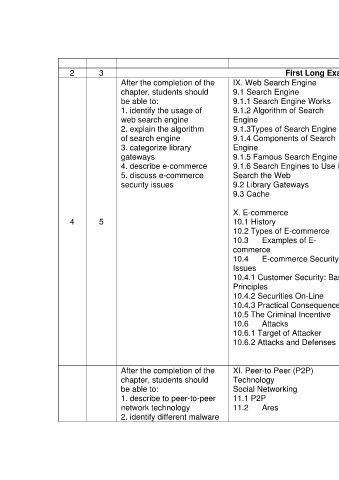 2 3 First Long Exa
After the completion of the
chapter, students should
be able to:
1. identify the usage of
web search engine
2. explain the algorithm
of search engine
3. categorize library
gateways
4. describe e-commerce
5. discuss e-commerce
security issues
4 5
IX. Web Search Engine
9.1 Search Engine
9.1.1 Search Engine Works
9.1.2 Algorithm of Search
Engine
9.1.3Types of Search Engine
9.1.4 Components of Search
Engine
9.1.5 Famous Search Engine
9.1.6 Search Engines to Use
Search the Web
9.2 Library Gateways
9.3 Cache
X. E-commerce
10.1 History
10.2 Types of E-commerce
10.3 Examples of E-
commerce
10.4 E-commerce Security
Issues
10.4.1 Customer Security: Bas
Principles
10.4.2 Securities On-Line
10.4.3 Practical Consequence
10.5 The Criminal Incentive
10.6 Attacks
10.6.1 Target of Attacker
10.6.2 Attacks and Defenses
After the completion of the
chapter, students should
be able to:
1. describe to peer-to-peer
network technology
2. identify different malware
XI. Peer-to Peer (P2P)
Technology
Social Networking
11.1 P2P
11.2 Ares